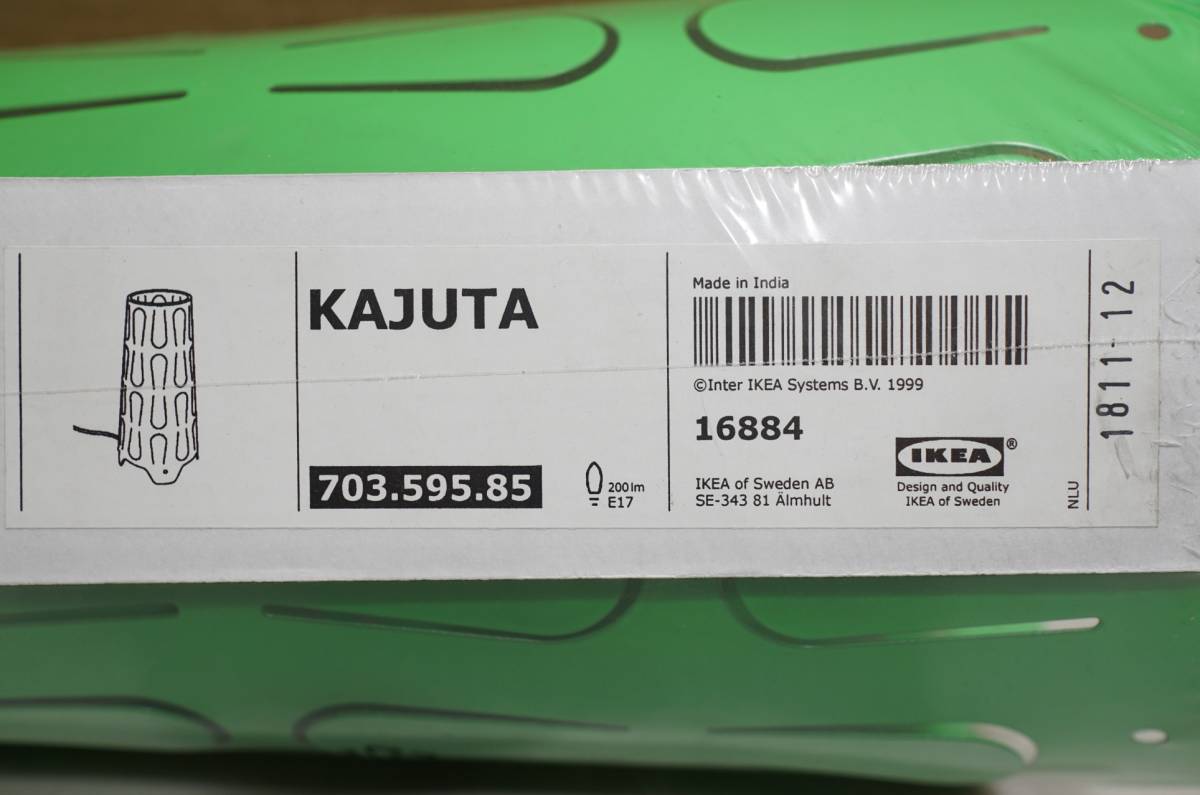 KAJUTA
703.595.85
200lm
E17
Made in India
©Inter IKEA Systems B.V. 1999
16884
IKEA of Sweden AB
SE-343 81 Älmhult
IKEA®
Design and Quality
IKEA of Sweden
NLU
1811-12